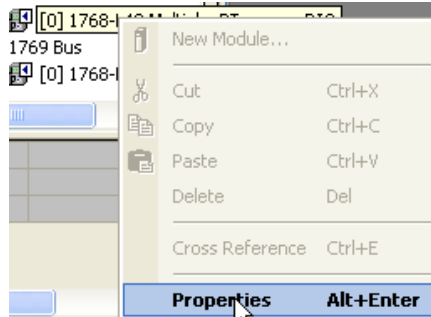 [0] 1768-
New Module...
1769 Bus
[0] 1768-
Cut Ctrl+X
Copy Ctrl+C
Paste Ctrl+V
Delete Del
Cross Reference Ctrl+E
Properties Alt+Enter